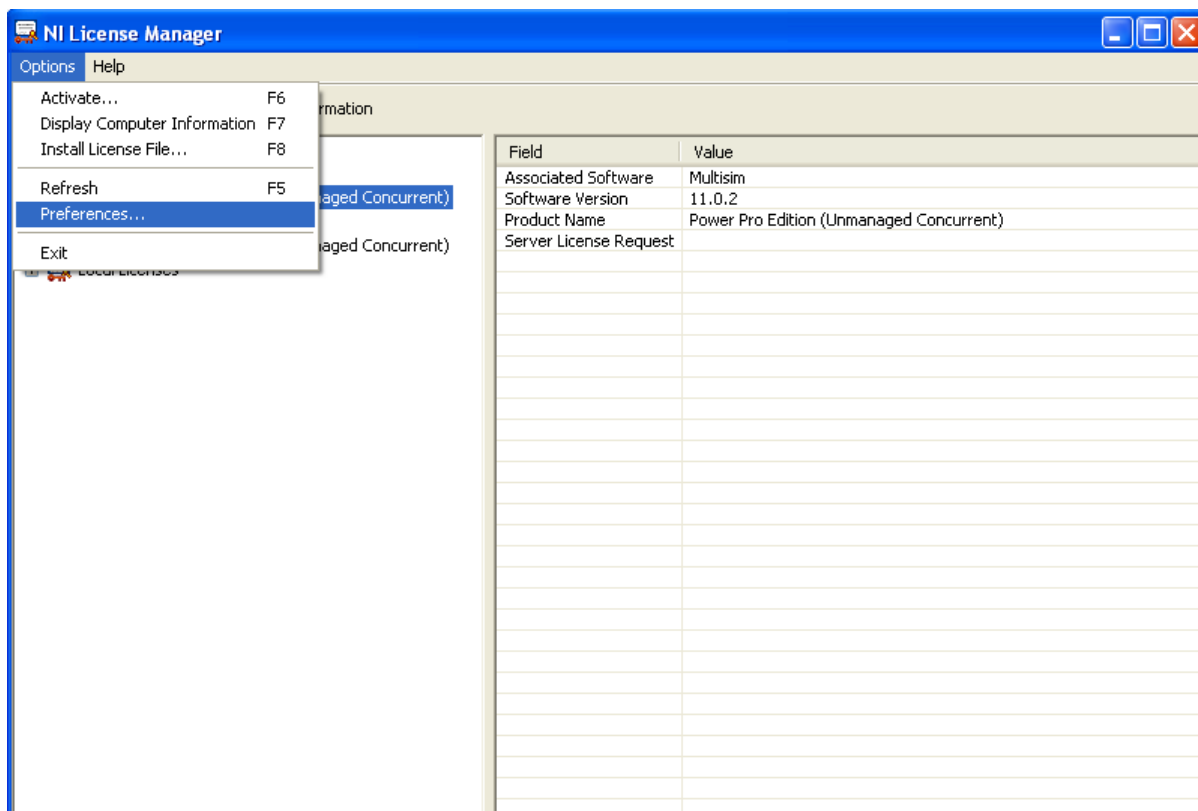 NI License Manager
Options Help
Activate... F6
Display Computer Information F7
Install License File... F8
Refresh F5
Preferences...
Exit
rmation
aged Concurrent)
aged Concurrent)
Local Licenses
Field Value
Associated Software Multisim
Software Version 11.0.2
Product Name Power Pro Edition (Unmanaged Concurrent)
Server License Request